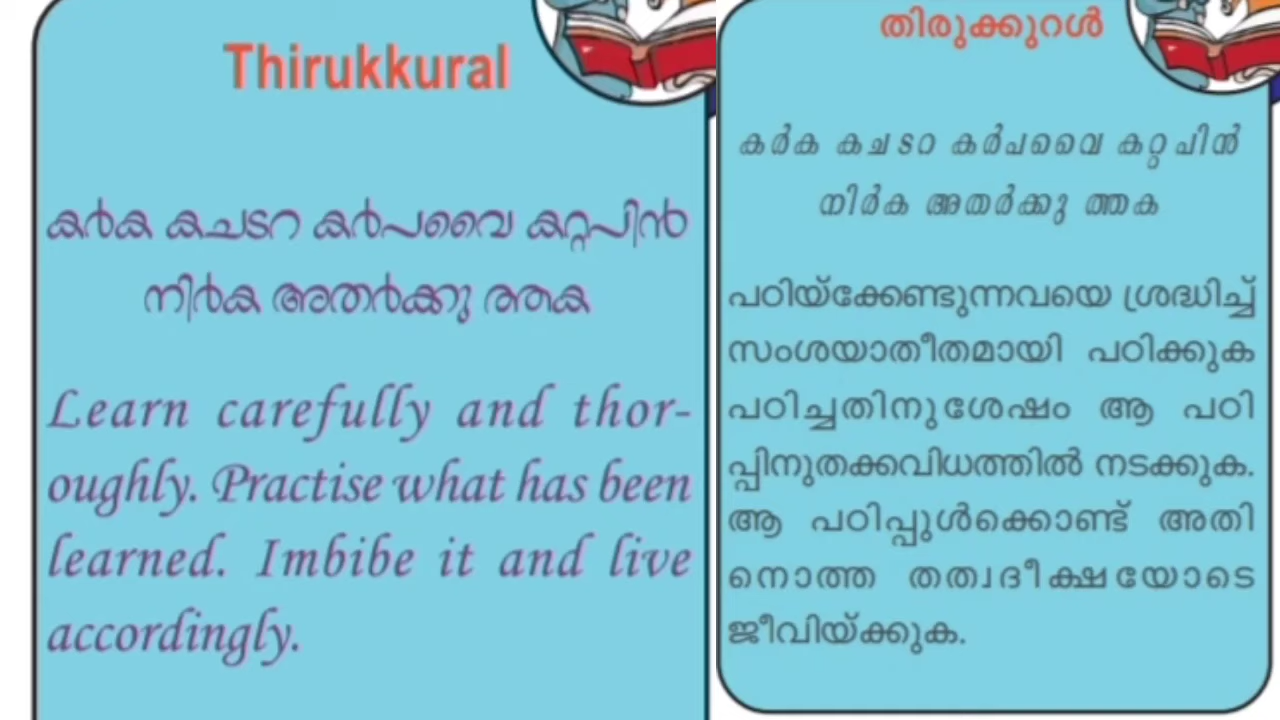 Thirukkural
കർക കചടറ കർപവൈ കറ്റപിൻ
നിർക അതർക്കു ത്തക
Learn carefully and thor-
oughly. Practise what has been
learned. Imbibe it and live
accordingly.
തിരുക്കുറൾ
കർക കചടറ കർപവൈ കറ്റപിൻ
നിർക അതർക്കു ത്തക
പഠിയ്ക്കേണ്ടുന്നവയെ ശ്രദ്ധിച്ച്
സംശയാതീതമായി പഠിക്കുക
പഠിച്ചതിനുശേഷം ആ പഠി
പ്പിനുതക്കവിധത്തിൽ നടക്കുക.
ആ പഠിപ്പുൾക്കൊണ്ട് അതി
നൊത്ത തത്വദീക്ഷയോടെ
ജീവിയ്ക്കുക.